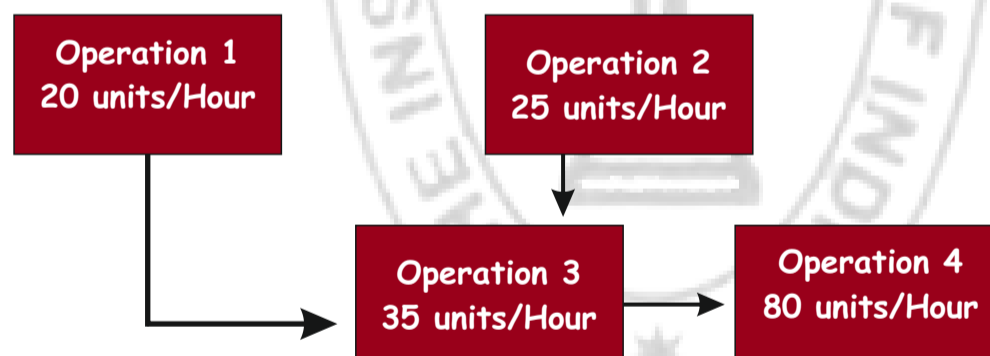 Operation 1
20 units/Hour
Operation 2
25 units/Hour
Operation 3
35 units/Hour
Operation 4
80 units/Hour